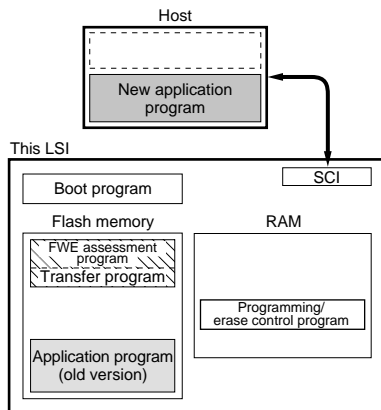 Host
New application
program
This LSI
SCI
Boot program
Flash memory
RAM
FWE assessment
program
Transfer program
Programming/
erase control program
Application program
(old version)